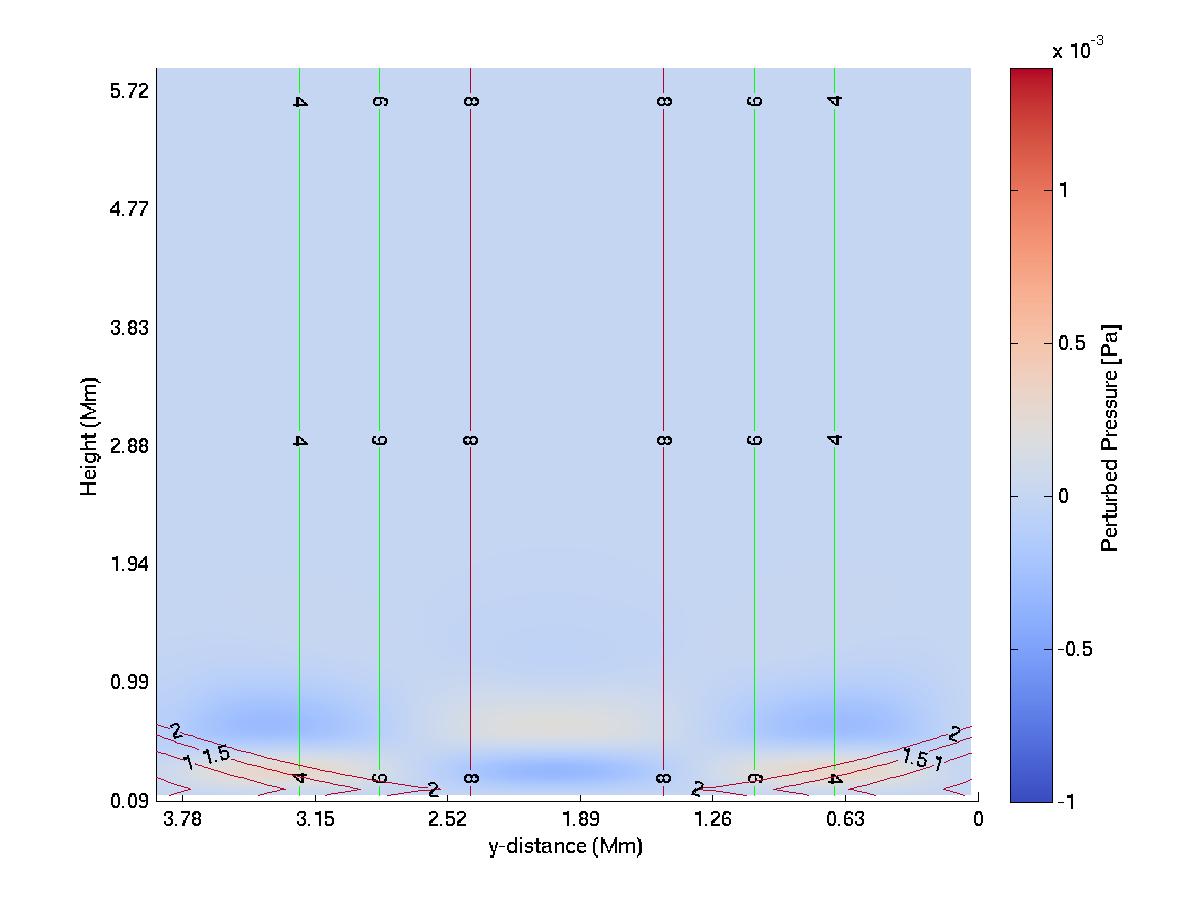 x 10-3
5.72
4 6 8 8 6 4
4.77
1
3.83
0.5
2.88
4 6 8 8 6 4
0
1.94
-0.5
0.99
2 2
1 1.5 1.5 1
4 6 8 8 6 4
2 2
0.09
-1
3.78 3.15 2.52 1.89 1.26 0.63 0
y-distance (Mm)
Height (Mm)
Perturbed Pressure [Pa]